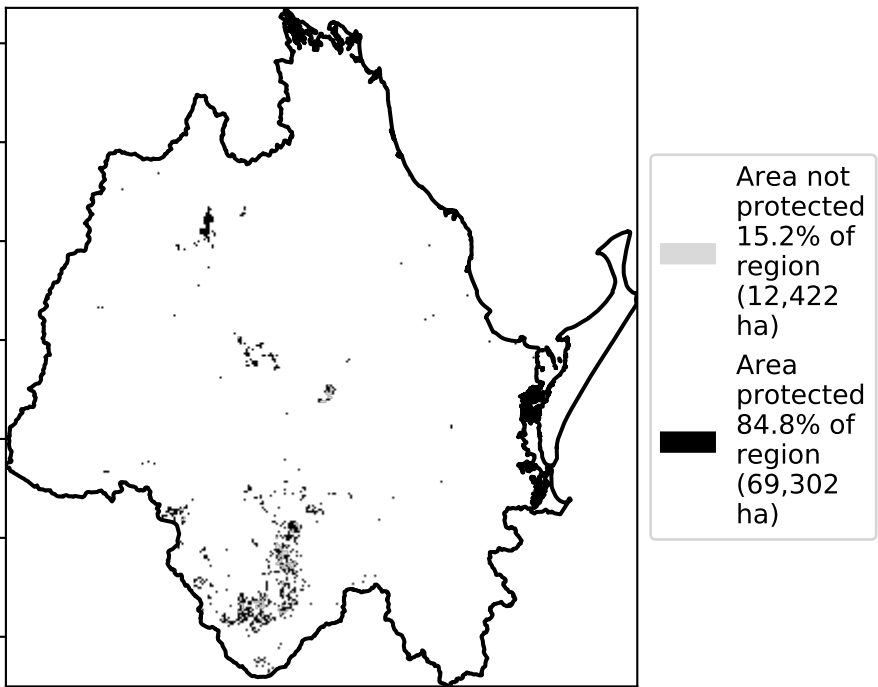 Area not
protected
15.2% of
region
(12,422
ha)
Area
protected
84.8% of
region
(69,302
ha)